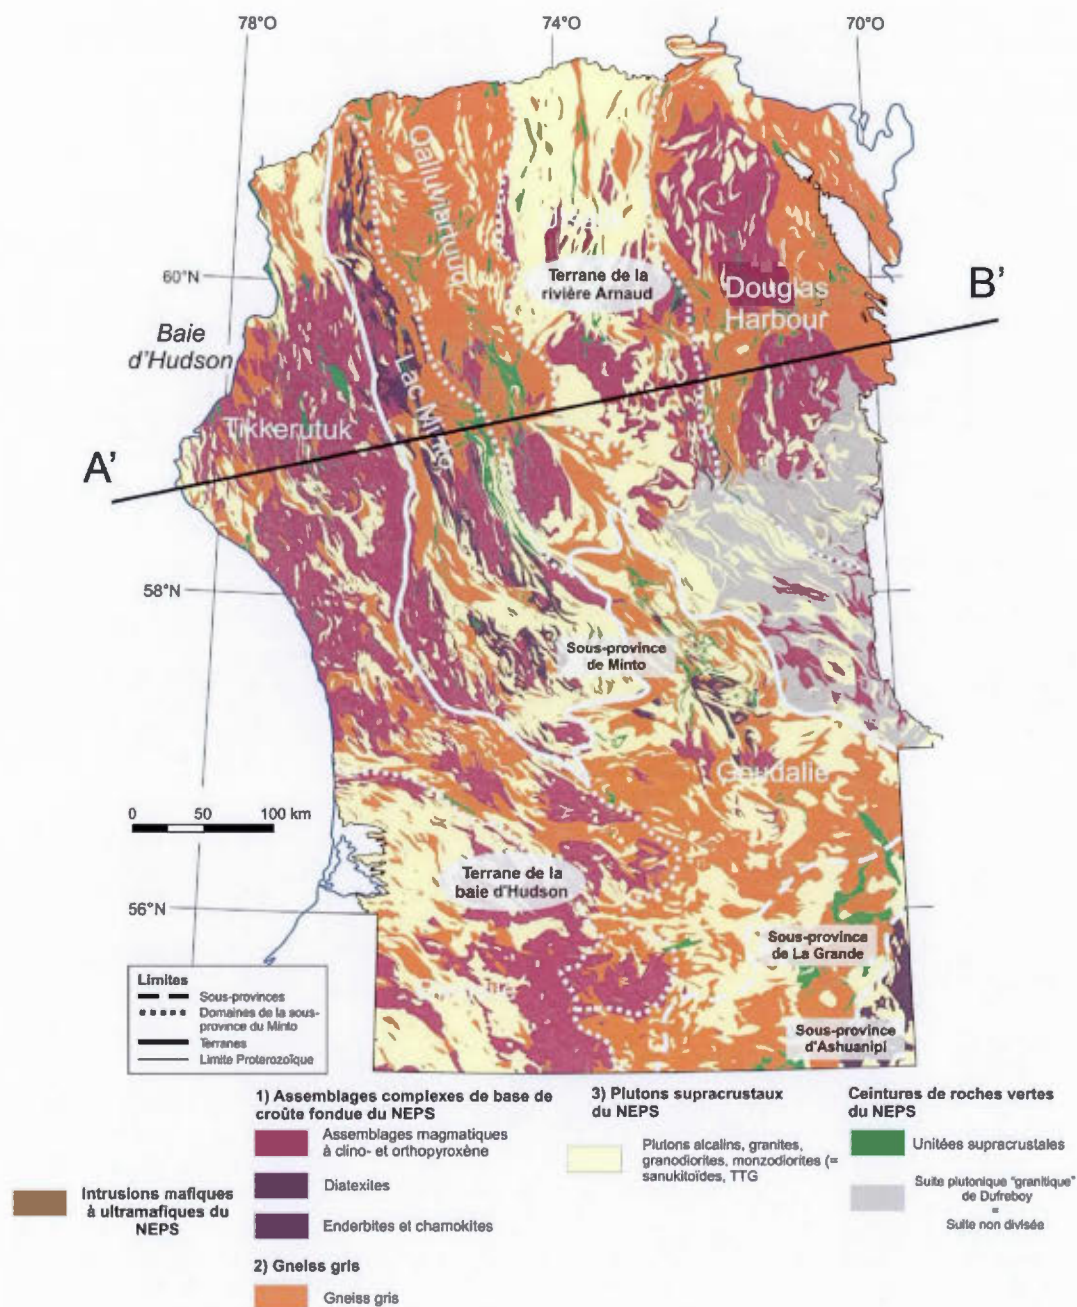 78°O
74°O
70°O
Qalluviartuuq
60°N
Terrane de la
rivière Arnaud
Douglas
Harbour
B'
Baie
d'Hudson
Lac Minto
Tikkerutuk
A'
58°N
Sous-province
de Minto
Goudalie
0 50 100 km
Terrane de la
baie d'Hudson
56°N
Sous-province
de La Grande
Sous-province
d'Ashuanipi
Limites
Sous-provinces
Domaines de la sous-
province du Minto
Terranes
Limite Proterozoïque
1) Assemblages complexes de base de
croûte fondue du NEPS
Assemblages magmatiques
à clino- et orthopyroxène
Diatexites
Enderbites et charnokites
2) Gneiss gris
Gneiss gris
Intrusions mafiques
à ultramafiques du
NEPS
3) Plutons supracrustaux
du NEPS
Plutons alcalins, granites,
granodiorites, monzodiorites (=
sanukitoïdes, TTG
Ceintures de roches vertes
du NEPS
Unitées supracrustales
Suite plutonique "granitique"
de Dufreboy
=
Suite non divisée